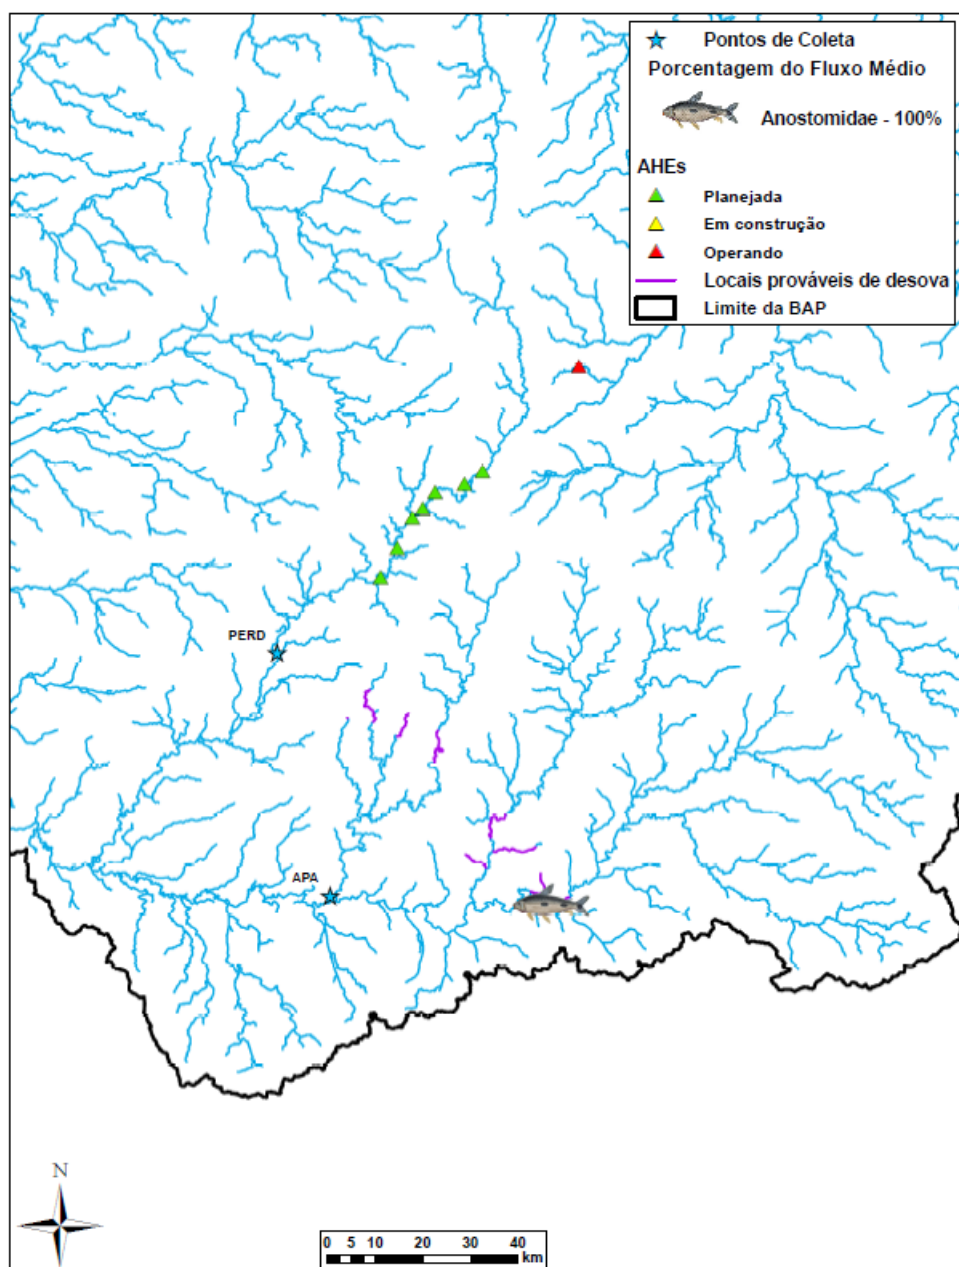 Pontos de Coleta
Porcentagem do Fluxo Médio
Anostomidae - 100%
AHEs
Planejada
Em construção
Operando
Locais prováveis de desova
Limite da BAP
PERD
APA
N
0 5 10 20 30 40
km